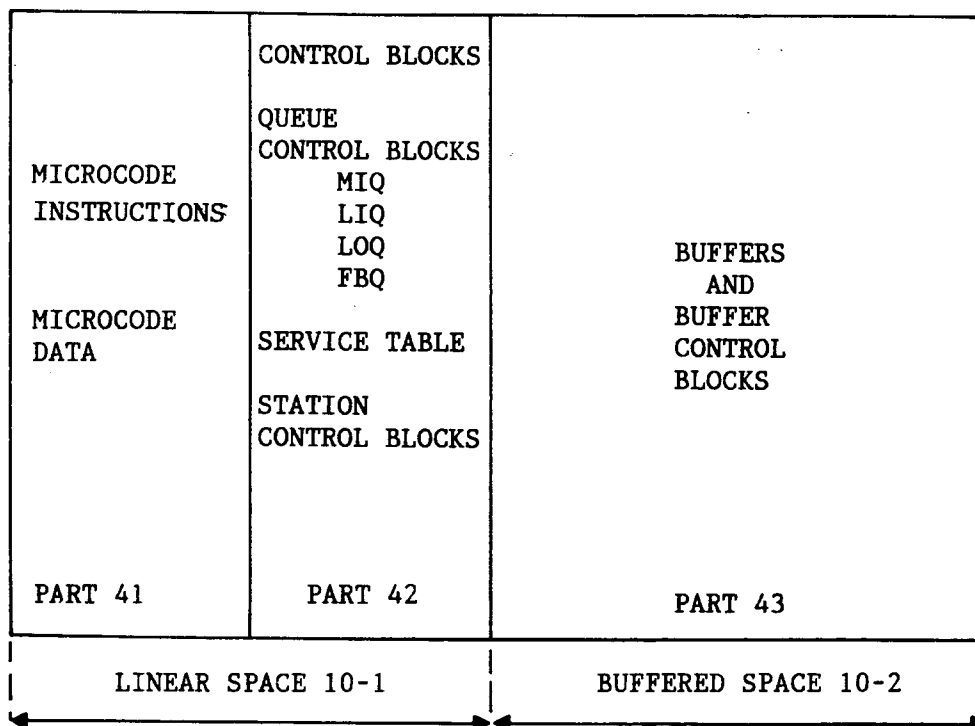 MICROCODE
INSTRUCTIONS
MICROCODE
DATA
PART 41
CONTROL BLOCKS
QUEUE
CONTROL BLOCKS
MIQ
LIQ
LOQ
FBQ
SERVICE TABLE
STATION
CONTROL BLOCKS
PART 42
BUFFERS
AND
BUFFER
CONTROL
BLOCKS
PART 43
LINEAR SPACE 10-1
BUFFERED SPACE 10-2